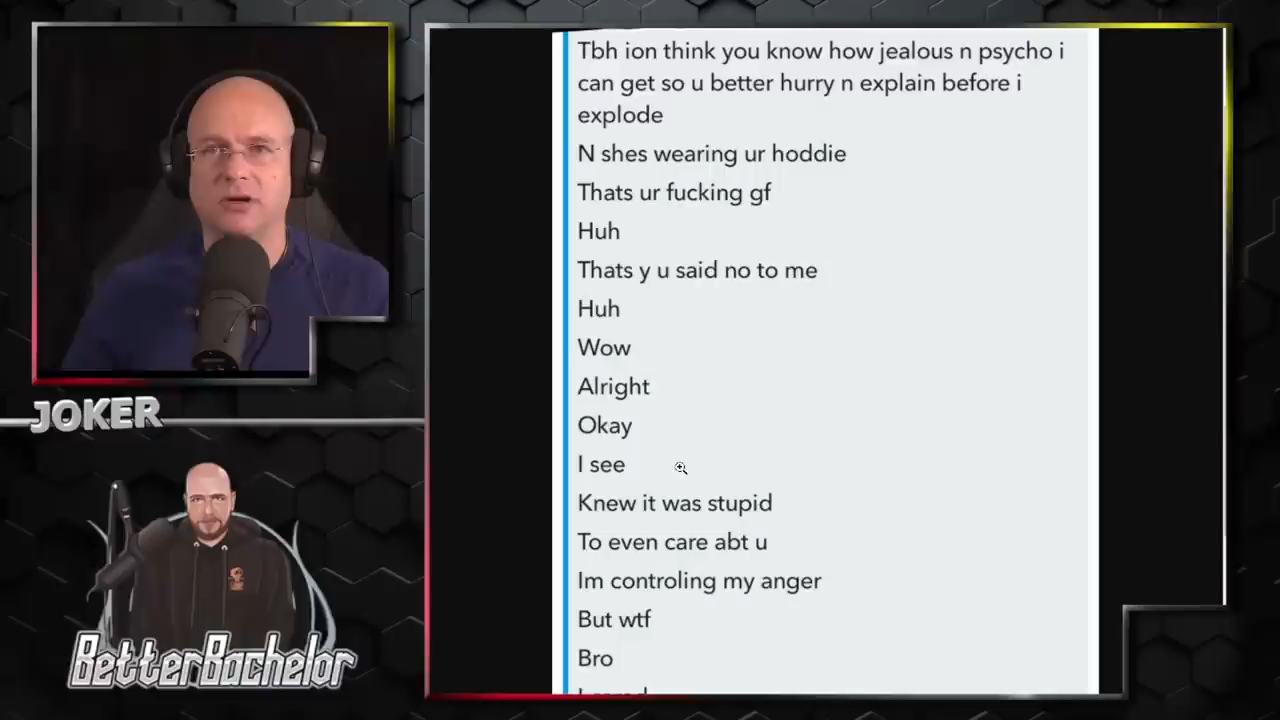 Tbh ion think you know how jealous n psycho i
can get so u better hurry n explain before i
explode
N shes wearing ur hoddie
Thats ur fucking gf
Huh
Thats y u said no to me
Huh
Wow
Alright
Okay
I see
Knew it was stupid
To even care abt u
Im controling my anger
But wtf
Bro
JOKER
BetterBachelor